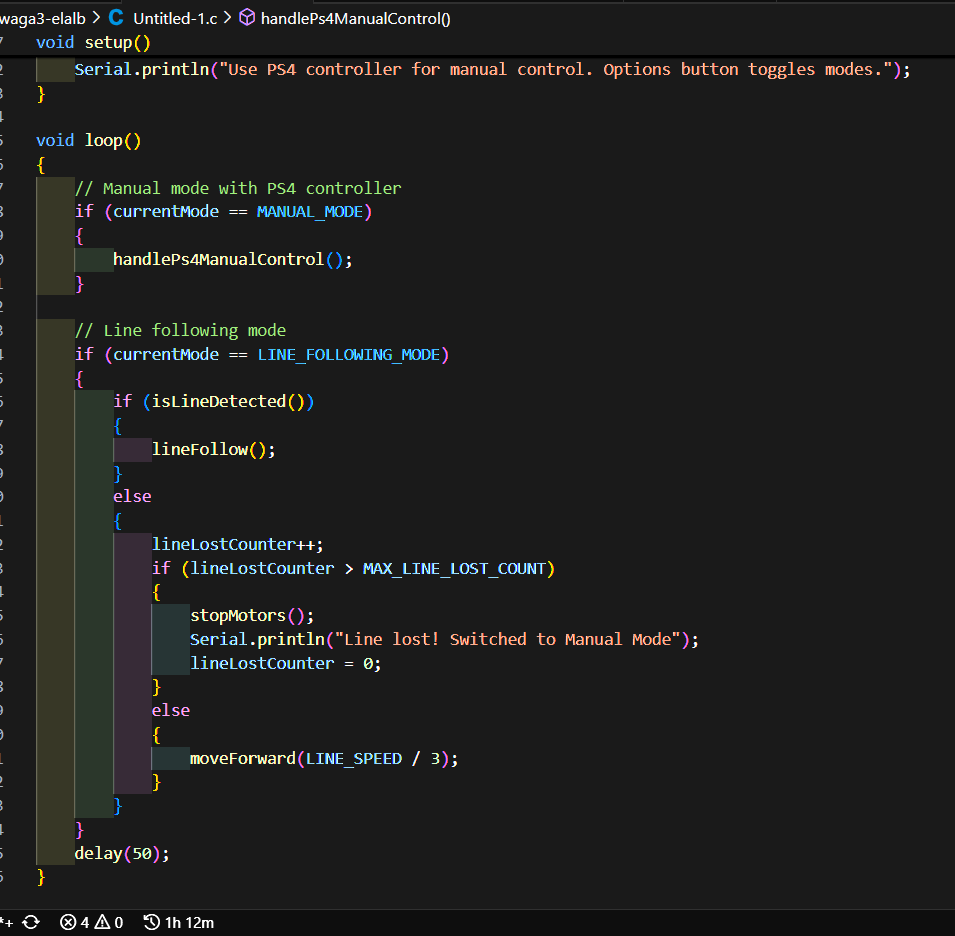 waga3-elalb > C Untitled-1.c > handlePs4ManualControl()
7 void setup()
2 Serial.println("Use PS4 controller for manual control. Options button toggles modes.");
3 }
4
5 void loop()
6 {
7 // Manual mode with PS4 controller
8 if (currentMode == MANUAL_MODE)
9 {
0 handlePs4ManualControl();
1 }
2
3 // Line following mode
4 if (currentMode == LINE_FOLLOWING_MODE)
5 {
6 if (isLineDetected())
7 {
8 lineFollow();
9 }
0 else
1 {
2 lineLostCounter++;
3 if (lineLostCounter > MAX_LINE_LOST_COUNT)
4 {
5 stopMotors();
6 Serial.println("Line lost! Switched to Manual Mode");
7 lineLostCounter = 0;
8 }
9 else
0 {
1 moveForward(LINE_SPEED / 3);
2 }
3 }
4 }
5 delay(50);
6 }
*+ 4 0 1h 12m